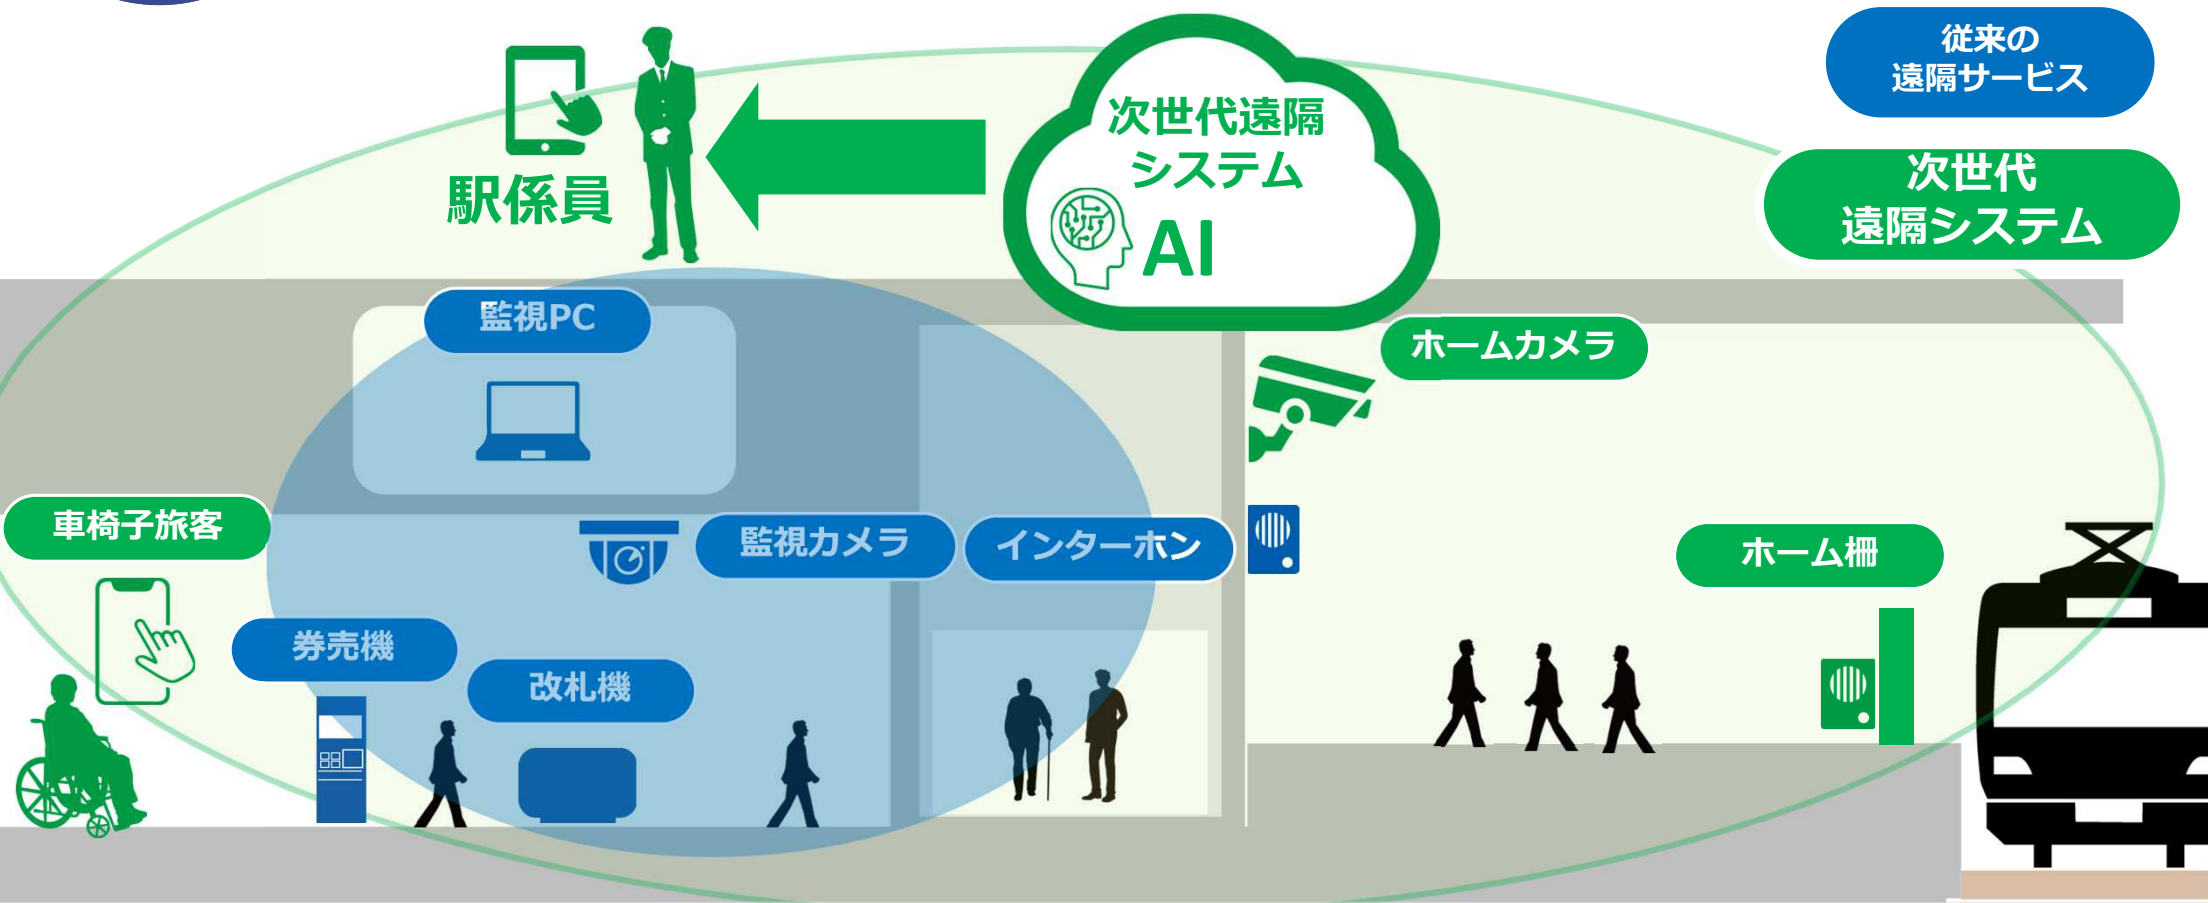 従来の
遠隔サービス
次世代遠隔
システム
AI
次世代
遠隔システム
駅係員
監視PC
ホームカメラ
車椅子旅客
監視カメラ
インターホン
ホーム柵
券売機
改札機